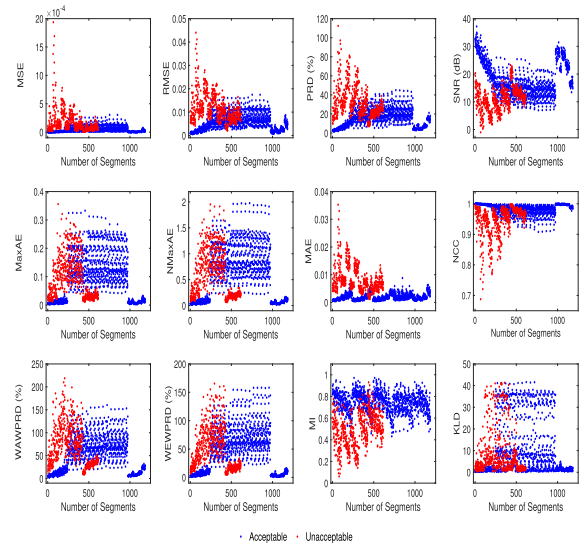 20 ×10⁻⁴
15
10
5
0
MSE
0 500 1000
Number of Segments
0.05
0.04
0.03
0.02
0.01
0
RMSE
0 500 1000
Number of Segments
120
100
80
60
40
20
0
PRD (%)
0 500 1000
Number of Segments
40
30
20
10
0
SNR (dB)
0 500 1000
Number of Segments
0.4
0.3
0.2
0.1
0
MaxAE
0 500 1000
Number of Segments
2
1.5
1
0.5
0
NMaxAE
0 500 1000
Number of Segments
0.04
0.03
0.02
0.01
0
MAE
0 500 1000
Number of Segments
1
0.9
0.8
0.7
0.6
NCC
0 500 1000
Number of Segments
250
200
150
100
50
0
WAWPRD (%)
0 500 1000
Number of Segments
200
150
100
50
0
WEWPRD (%)
0 500 1000
Number of Segments
1
0.8
0.6
0.4
0.2
0
MI
0 500 1000
Number of Segments
50
40
30
20
10
0
KLD
0 500 1000
Number of Segments
Acceptable Unacceptable